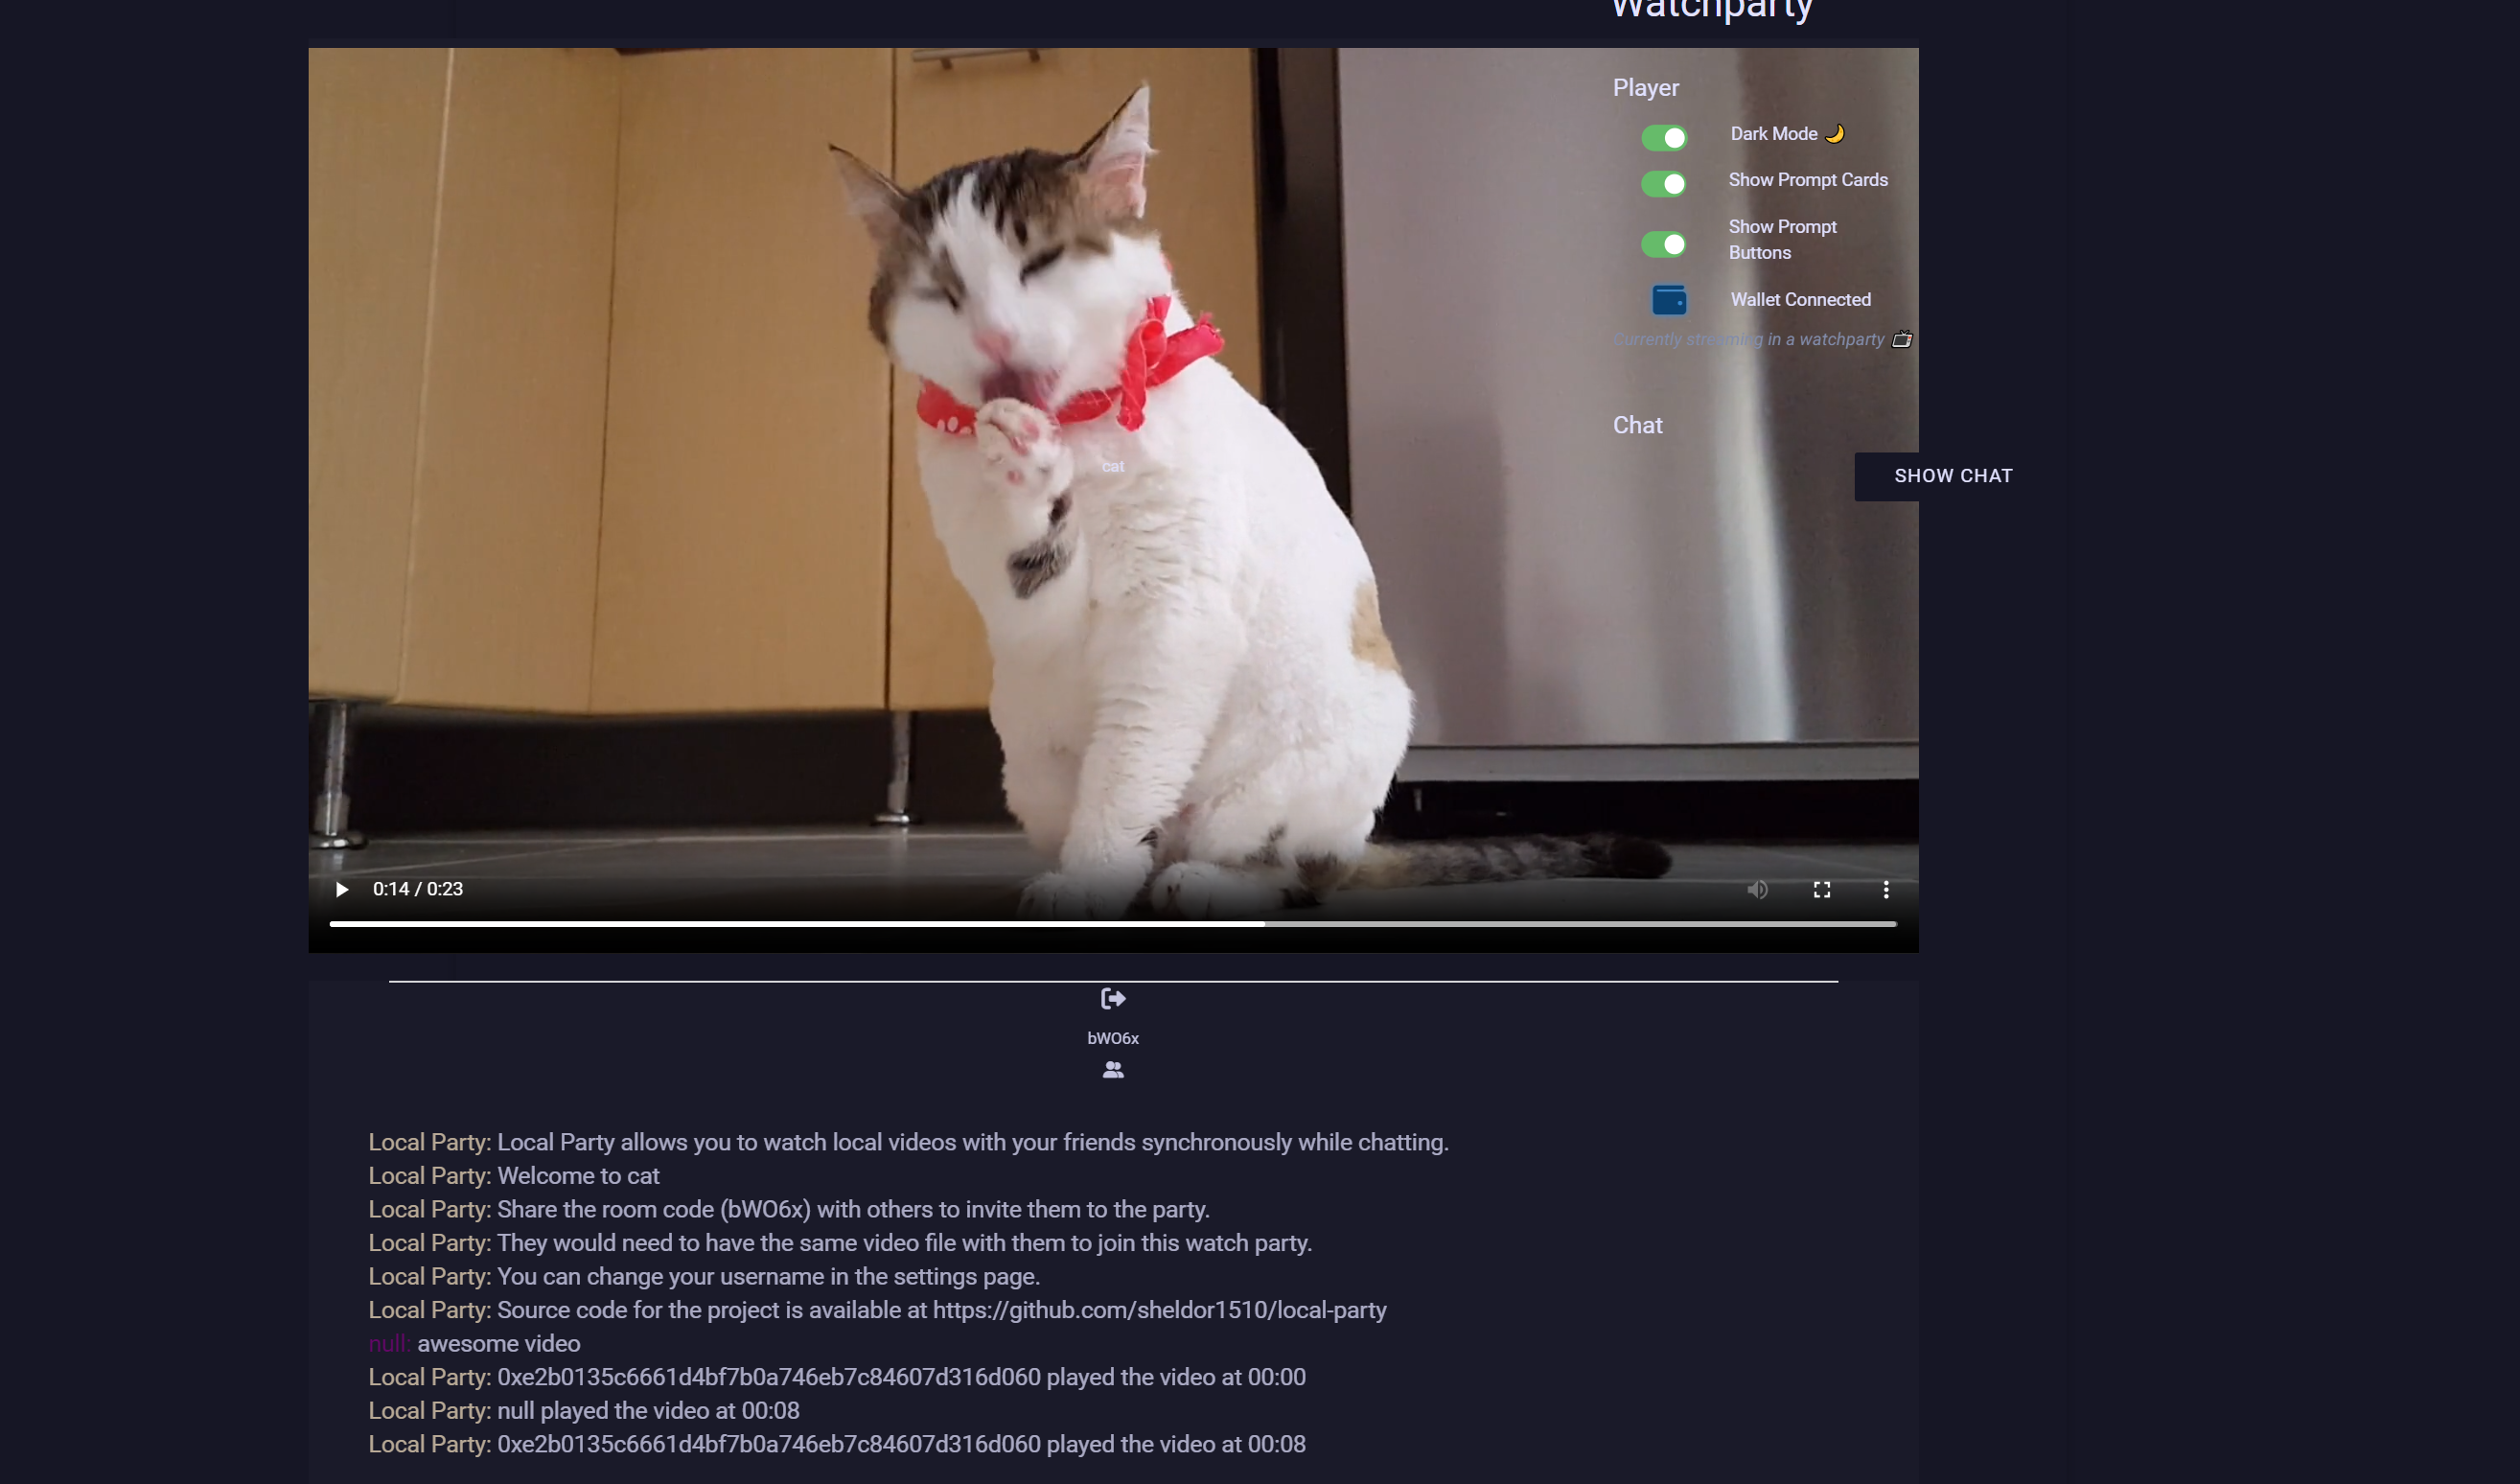 Watchparty
Player
Dark Mode 🌙
Show Prompt Cards
Show Prompt
Buttons
Wallet Connected
Currently streaming in a watchparty 📺
Chat
cat
SHOW CHAT
0:14 / 0:23
bWO6x
Local Party: Local Party allows you to watch local videos with your friends synchronously while chatting.
Local Party: Welcome to cat
Local Party: Share the room code (bWO6x) with others to invite them to the party.
Local Party: They would need to have the same video file with them to join this watch party.
Local Party: You can change your username in the settings page.
Local Party: Source code for the project is available at https://github.com/sheldor1510/local-party
null: awesome video
Local Party: 0xe2b0135c6661d4bf7b0a746eb7c84607d316d060 played the video at 00:00
Local Party: null played the video at 00:08
Local Party: 0xe2b0135c6661d4bf7b0a746eb7c84607d316d060 played the video at 00:08